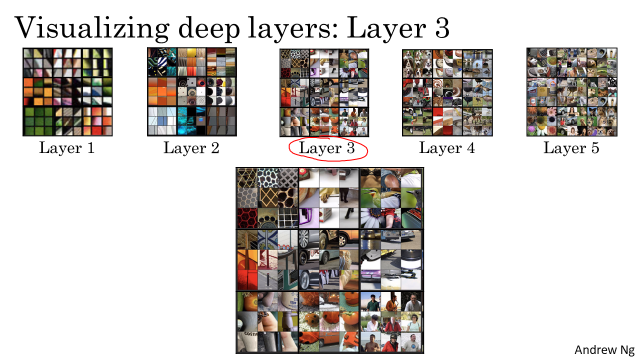 Visualizing deep layers: Layer 3
Layer 1
Layer 2
Layer 3
Layer 4
Layer 5
Andrew Ng